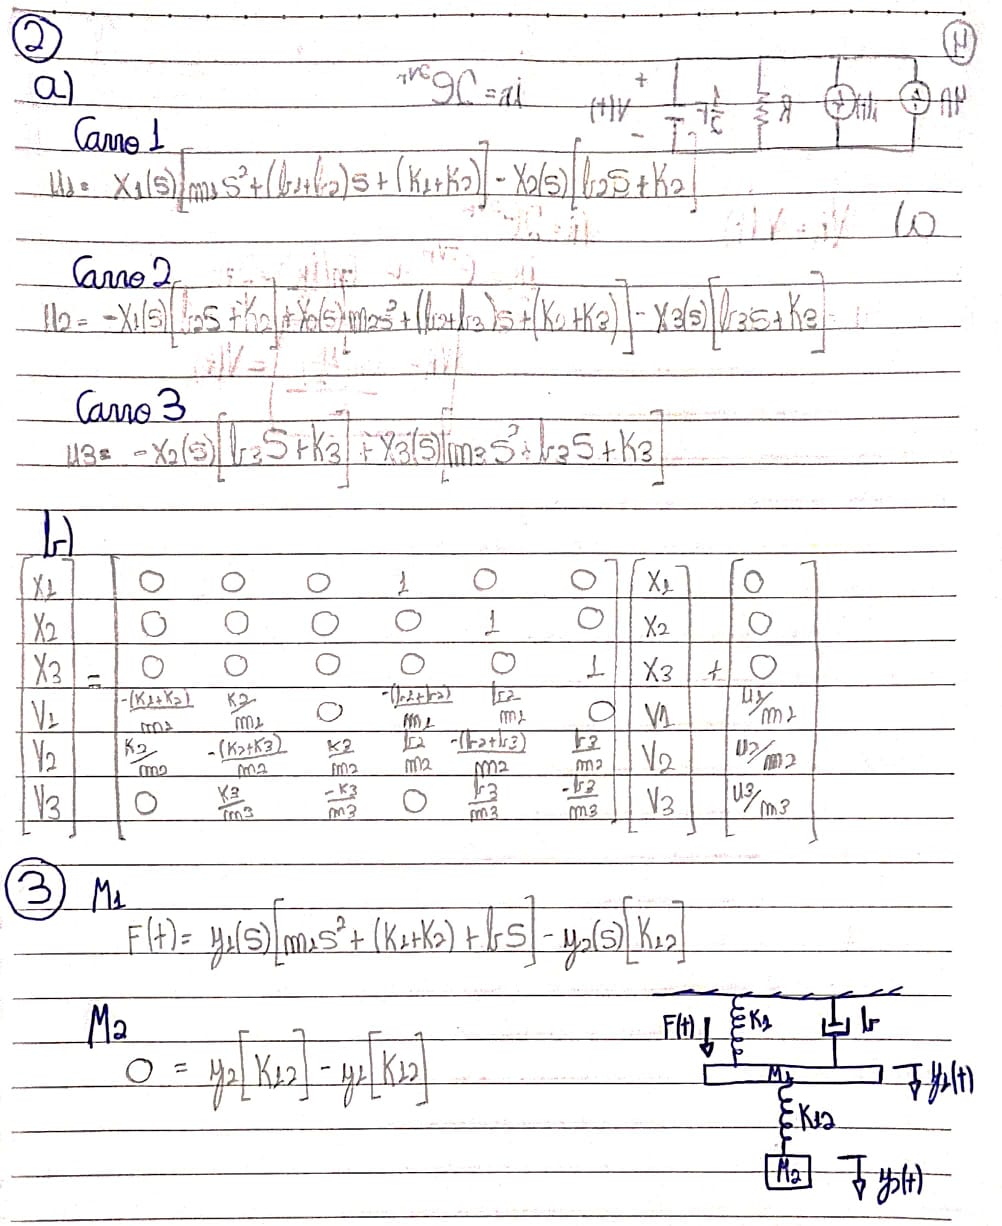 2
a)
Carro 1
U1 = X1(s)[m1s²+(b1+b2)s+(K1+K2)] - X2(s)[b2s+K2]
Carro 2
U2 = -X1(s)[b2s+K2]+X2(s)[m2s²+(b2+b3)s+(K2+K3)] - X3(s)[b3s+K3]
Carro 3
U3 = -X2(s)[b3s+K3] + X3(s)[m3s²+b3s+K3]
b)
[X1] [0 0 0 1 0 0] [X1] [0]
[X2] [0 0 0 0 1 0] [X2] [0]
[X3] = [0 0 0 0 0 1] [X3] + [0]
[V1] [-(K1+K2)/m1 K2/m1 0 -(b1+b2)/m1 b2/m1 0] [V1] [U1/m1]
[V2] [K2/m2 -(K2+K3)/m2 K3/m2 b2/m2 -(b2+b3)/m2 b3/m2] [V2] [U2/m2]
[V3] [0 K3/m3 -K3/m3 0 b3/m3 -b3/m3] [V3] [U3/m3]
3 M1
F(t) = y1(s)[m1s²+(K1+K2)+bs] - y2(s)[K12]
M2
0 = y2[K12] - y1[K12]
F(t) K1 b
M1 y1(t)
K12
M2 y2(t)